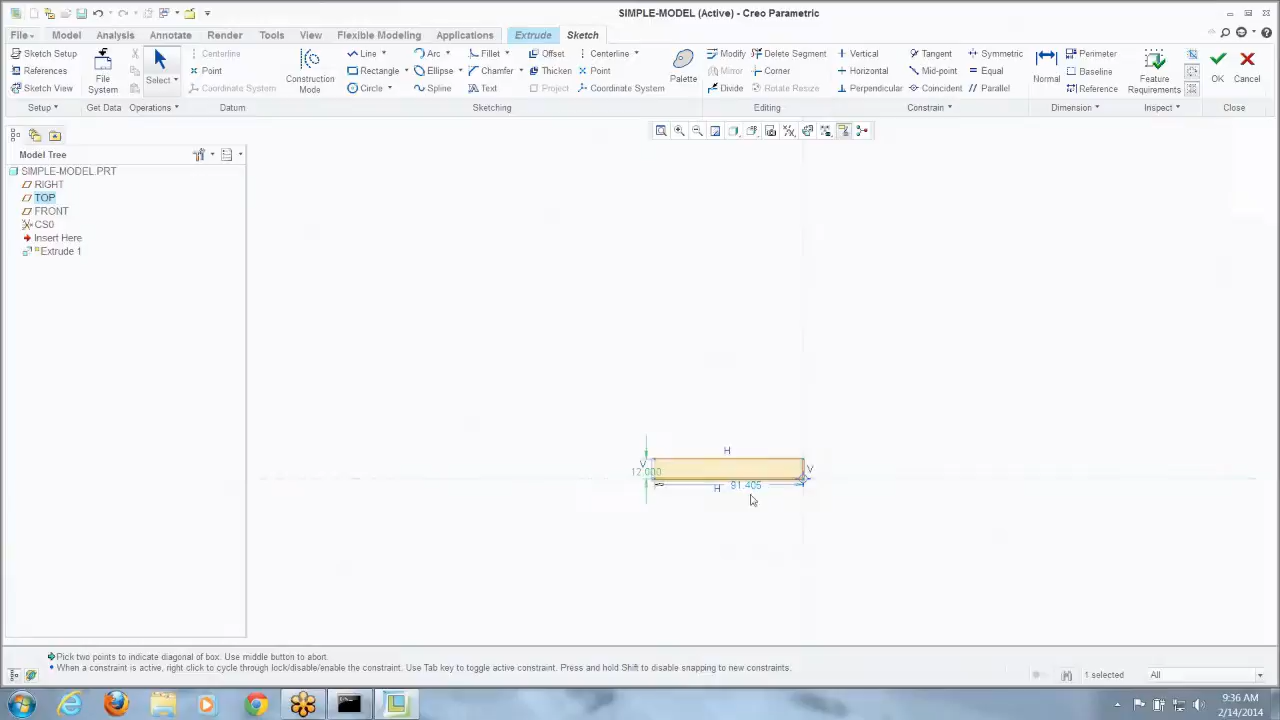 SIMPLE-MODEL (Active) - Creo Parametric
File Model Analysis Annotate Render Tools View Flexible Modeling Applications Extrude Sketch
Sketch Setup Centerline Line Arc Fillet Offset Centerline Modify Delete Segment Vertical Tangent Symmetric Perimeter
References Point Rectangle Ellipse Chamfer Thicken Point Mirror Corner Horizontal Mid-point Equal Baseline
Sketch View File System Select Coordinate System Construction Mode Circle Spline Text Project Coordinate System Palette Divide Rotate Resize Perpendicular Coincident Parallel Normal Reference Feature Requirements OK Cancel
Setup Get Data Operations Datum Sketching Editing Constrain Dimension Inspect Close
Model Tree
SIMPLE-MODEL.PRT
RIGHT
TOP
FRONT
CS0
Insert Here
Extrude 1
H
V
V
12.000
H
91.405
Pick two points to indicate diagonal of box. Use middle button to abort.
When a constraint is active, right click to cycle through lock/disable/enable the constraint. Use Tab key to toggle active constraint. Press and hold Shift to disable snapping to new constraints.
1 selected All
9:36 AM
2/14/2014